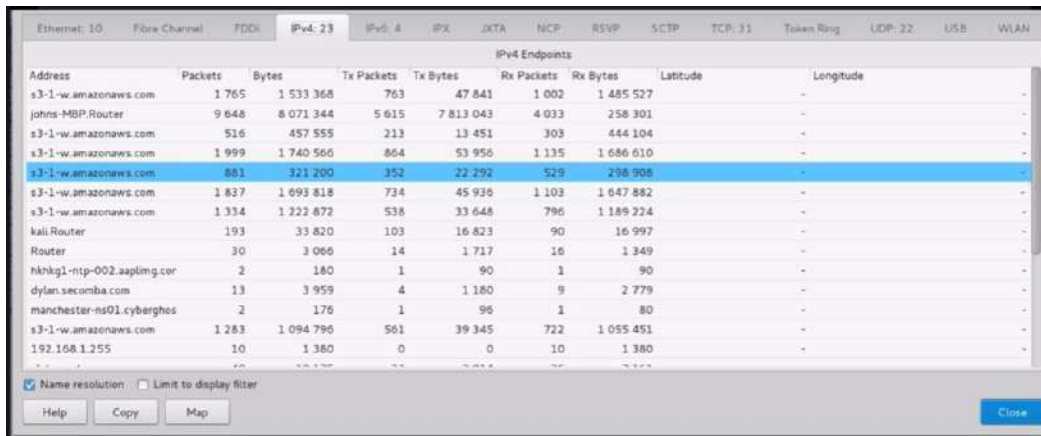 Ethernet: 10 Fibre Channel FDDI IPv4: 23 IPv6: 4 IPX JXTA NCP RSVP SCTP TCP: 31 Token Ring UDP: 22 USB WLAN
IPv4 Endpoints
Address Packets Bytes Tx Packets Tx Bytes Rx Packets Rx Bytes Latitude Longitude
s3-1-w.amazonaws.com 1 765 1 533 368 763 47 841 1 002 1 485 527 - -
johns-MBP.Router 9 648 8 071 344 5 615 7 813 043 4 033 258 301 - -
s3-1-w.amazonaws.com 516 457 555 213 13 451 303 444 104 - -
s3-1-w.amazonaws.com 1 999 1 740 566 864 53 956 1 135 1 686 610 - -
s3-1-w.amazonaws.com 881 321 200 352 22 292 529 298 908 - -
s3-1-w.amazonaws.com 1 837 1 693 818 734 45 936 1 103 1 647 882 - -
s3-1-w.amazonaws.com 1 334 1 222 872 538 33 648 796 1 189 224 - -
kali.Router 193 33 820 103 16 823 90 16 997 - -
Router 30 3 066 14 1 717 16 1 349 - -
hkhkg1-ntp-002.aaplimg.cor 2 180 1 90 1 90 - -
dylan.secomba.com 13 3 959 4 1 180 9 2 779 - -
manchester-ns01.cyberghos 2 176 1 96 1 80 - -
s3-1-w.amazonaws.com 1 283 1 094 796 561 39 345 722 1 055 451 - -
192.168.1.255 10 1 380 0 0 10 1 380 - -
Name resolution Limit to display filter
Help Copy Map Close